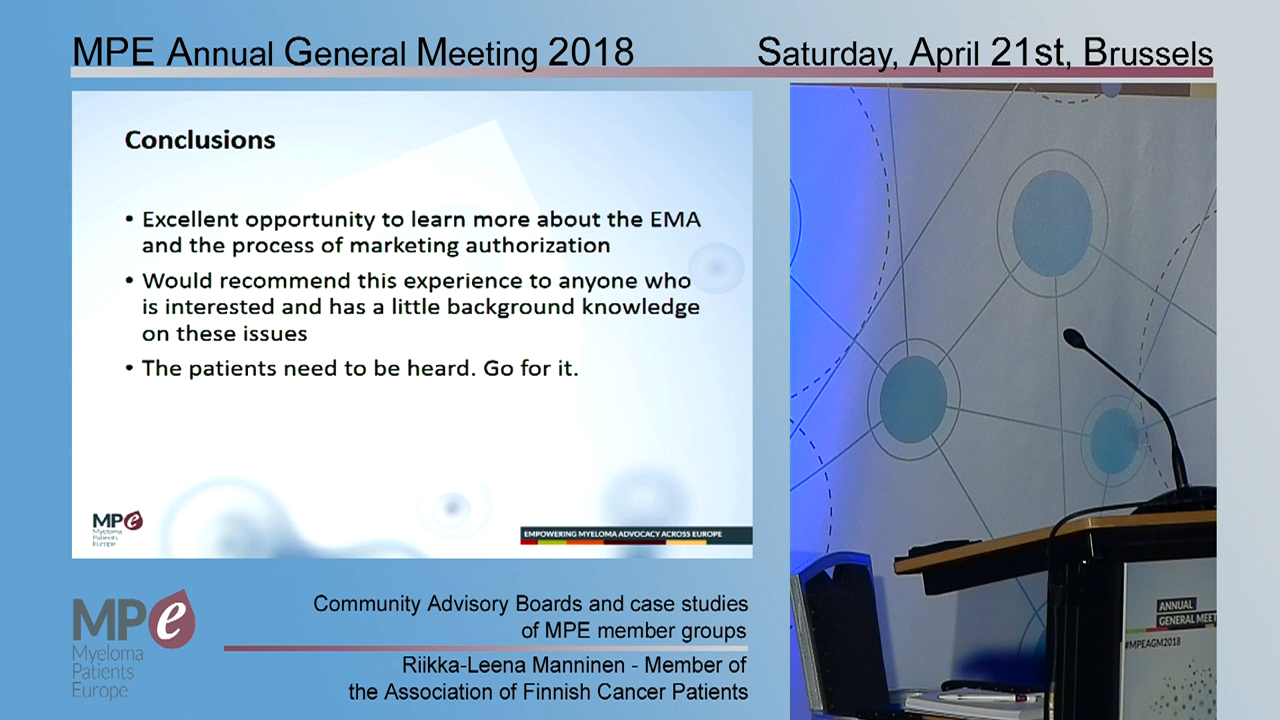 MPE Annual General Meeting 2018
Saturday, April 21st, Brussels
Conclusions
• Excellent opportunity to learn more about the EMA
and the process of marketing authorization
• Would recommend this experience to anyone who
is interested and has a little background knowledge
on these issues
• The patients need to be heard. Go for it.
MPe
Myeloma
Patients
Europe
EMPOWERING MYELOMA ADVOCACY ACROSS EUROPE
ANNUAL
GENERAL MEET
#MPEAGM2018
MPe
Myeloma
Patients
Europe
Community Advisory Boards and case studies
of MPE member groups
Riikka-Leena Manninen - Member of
the Association of Finnish Cancer Patients